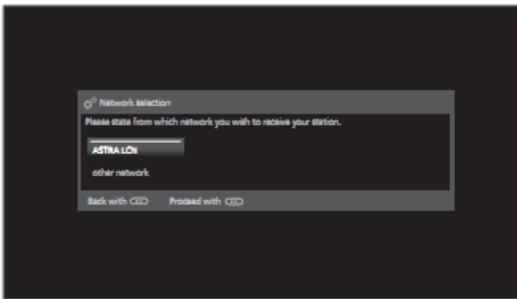 Network selection
Please state from which network you wish to receive your station.
ASTRA LCN
other network
Back with Proceed with